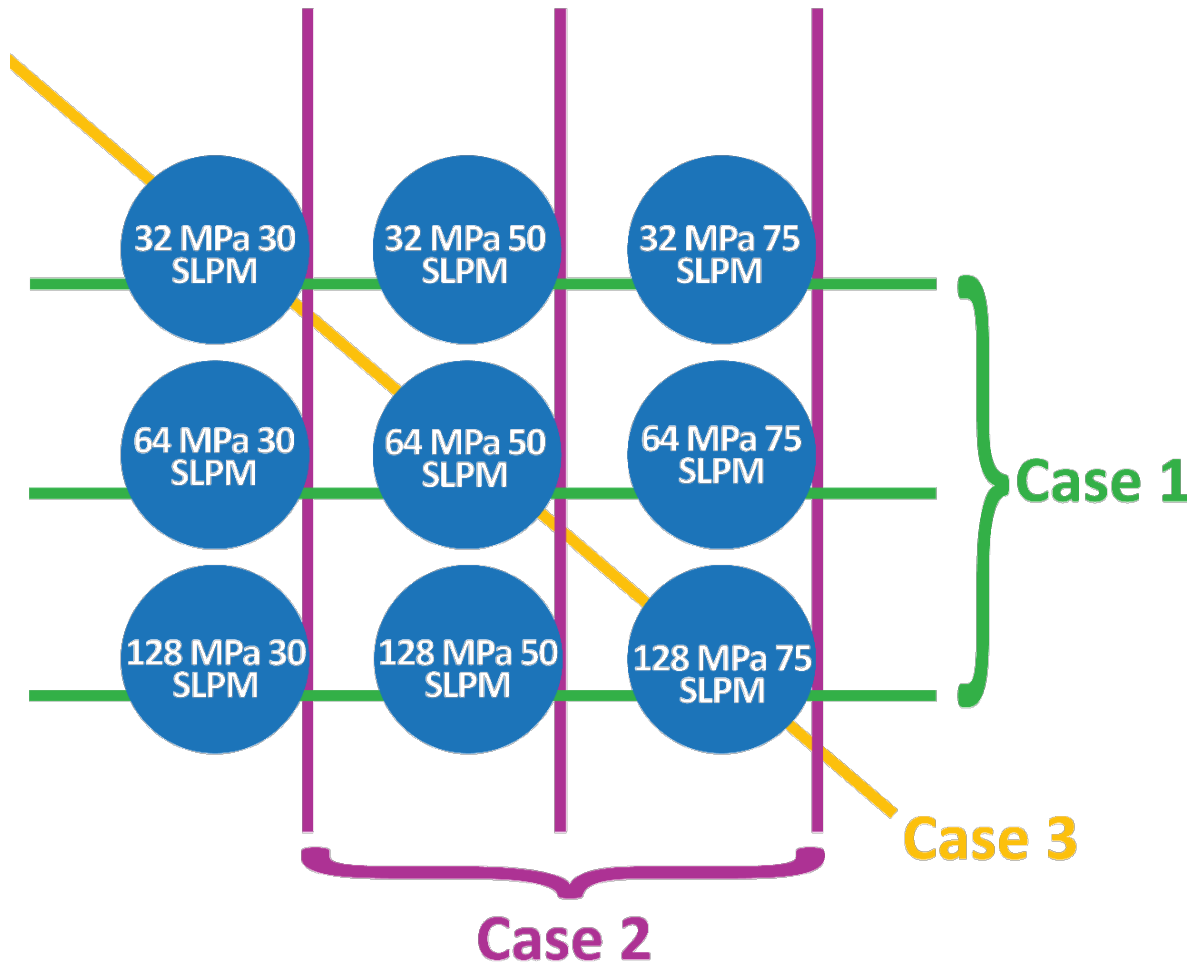 32 MPa 30
SLPM
32 MPa 50
SLPM
32 MPa 75
SLPM
64 MPa 30
SLPM
64 MPa 50
SLPM
64 MPa 75
SLPM
Case 1
128 MPa 30
SLPM
128 MPa 50
SLPM
128 MPa 75
SLPM
Case 3
Case 2